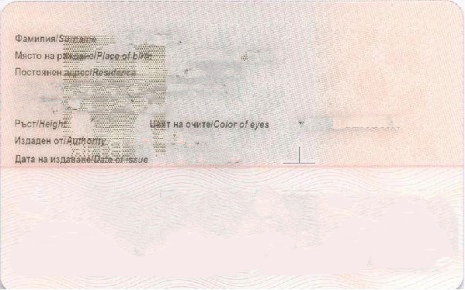 Фамилия/Surname
Място на раждане/Place of birth
Постоянен адрес/Residence
Ръст/Height Цвят на очите/Color of eyes
Издаден от/Authority
Дата на издаване/Date of issue